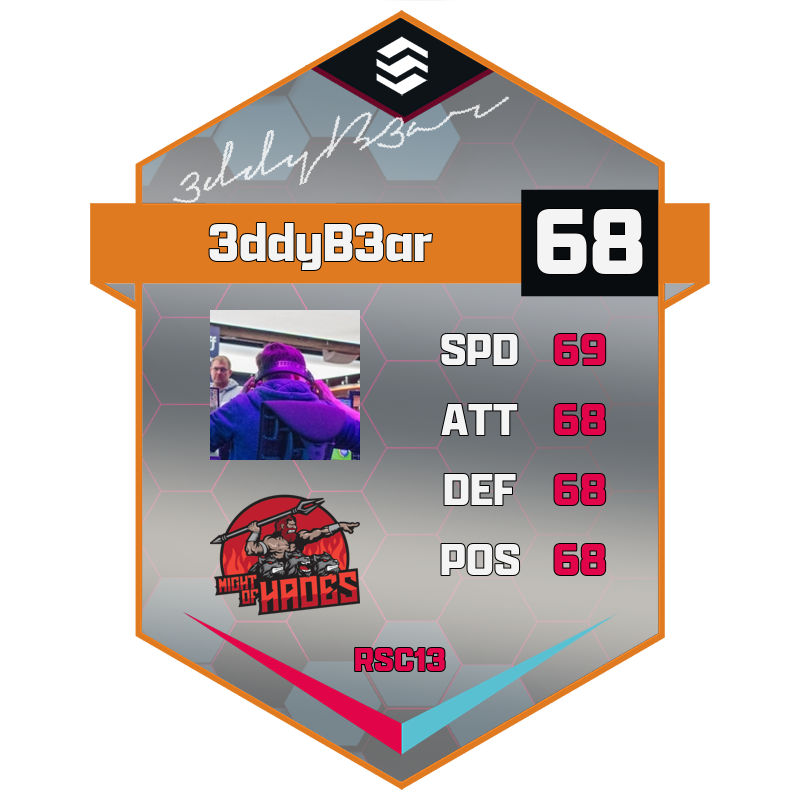 3ddyB3ar
3ddyB3ar
68
SPD 69
ATT 68
DEF 68
POS 68
MIGHT
OF HADES
RSC13